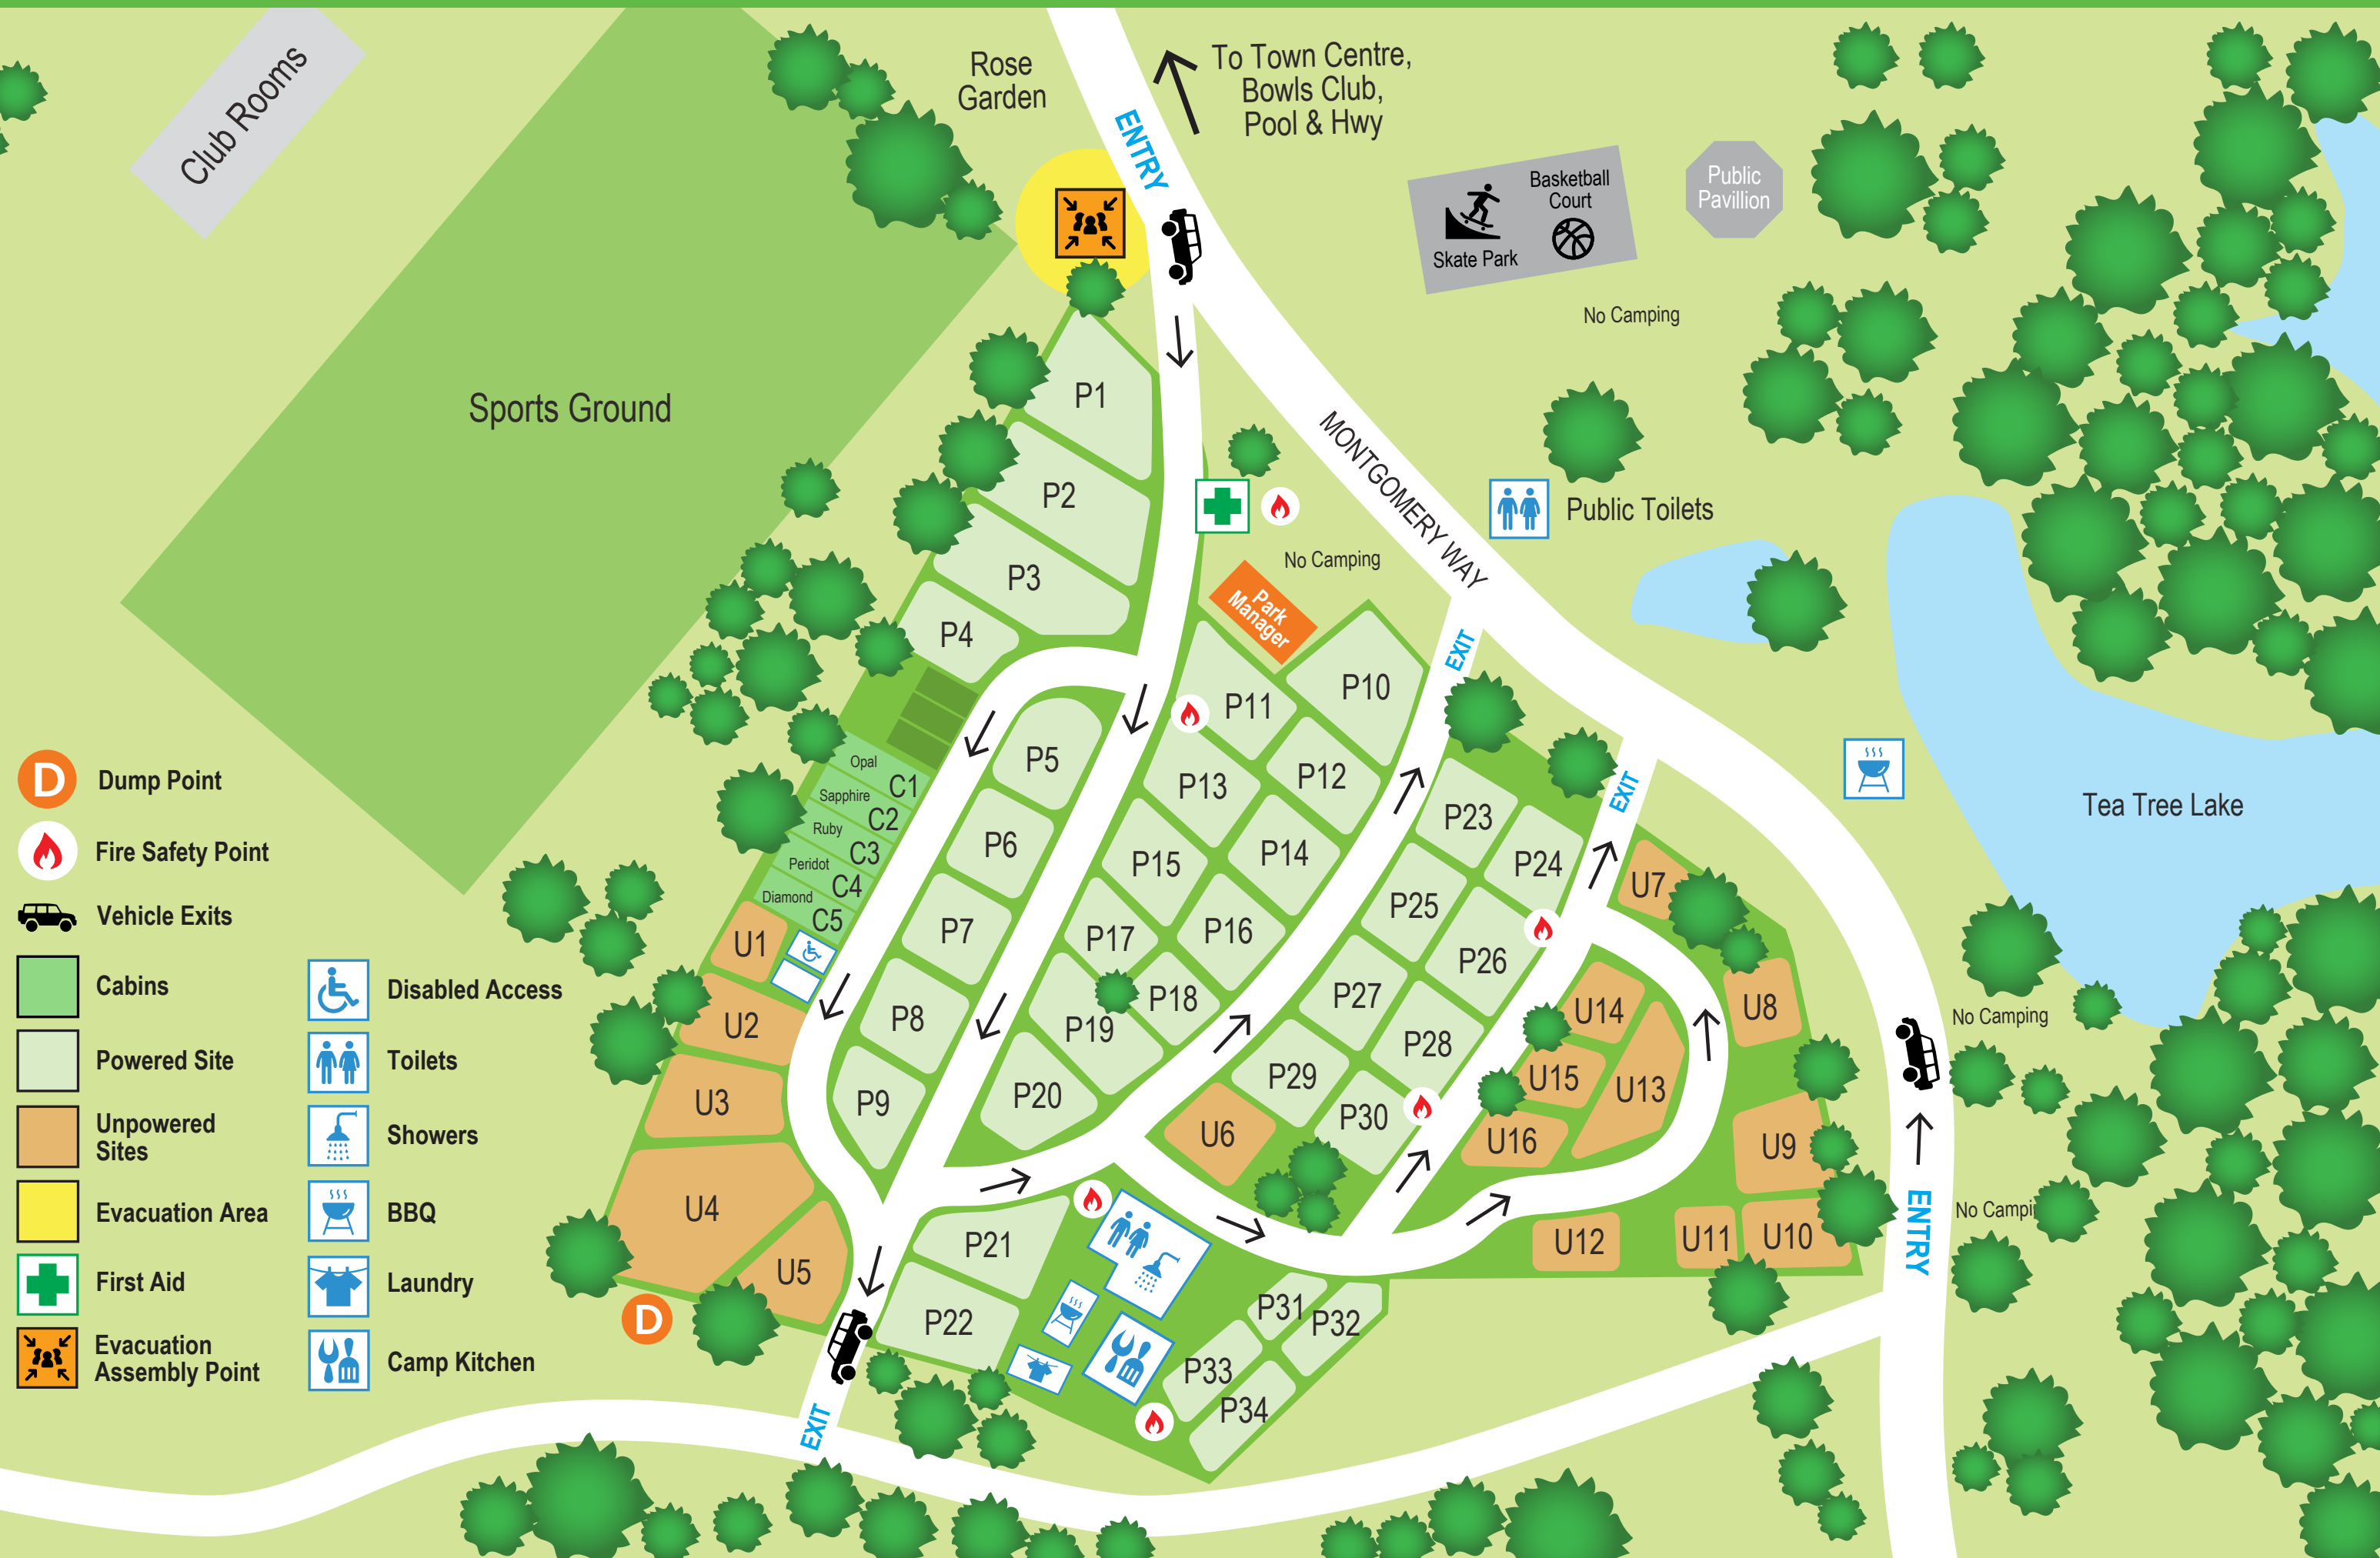 Club Rooms
Rose
Garden
ENTRY
To Town Centre,
Bowls Club,
Pool & Hwy
Skate Park
Basketball
Court
Public
Pavillion
No Camping
Sports Ground
MONTGOMERY WAY
Public Toilets
No Camping
Park
Manager
EXIT
EXIT
Tea Tree Lake
No Camping
No Campi
ENTRY
EXIT
P1
P2
P3
P4
P5
P6
P7
P8
P9
P10
P11
P12
P13
P14
P15
P16
P17
P18
P19
P20
P21
P22
P23
P24
P25
P26
P27
P28
P29
P30
P31
P32
P33
P34
Opal
C1
Sapphire
C2
Ruby
C3
Peridot
C4
Diamond
C5
U1
U2
U3
U4
U5
U6
U7
U8
U9
U10
U11
U12
U13
U14
U15
U16
D
D
Dump Point
Fire Safety Point
Vehicle Exits
Cabins
Powered Site
Unpowered
Sites
Evacuation Area
First Aid
Evacuation
Assembly Point
Disabled Access
Toilets
Showers
BBQ
Laundry
Camp Kitchen